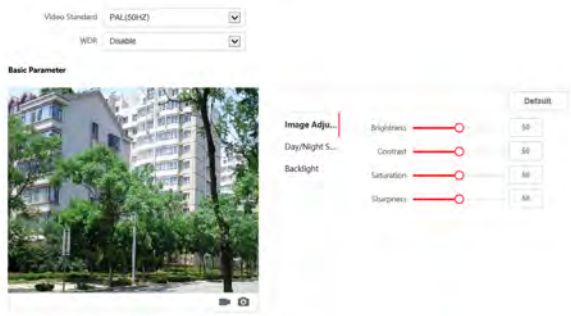 Video Standard PAL(50HZ)
WDR Disable
Basic Parameter
Default
Image Adju...
Brightness 50
Day/Night S...
Contrast 50
Backlight
Saturation 50
Sharpness 50